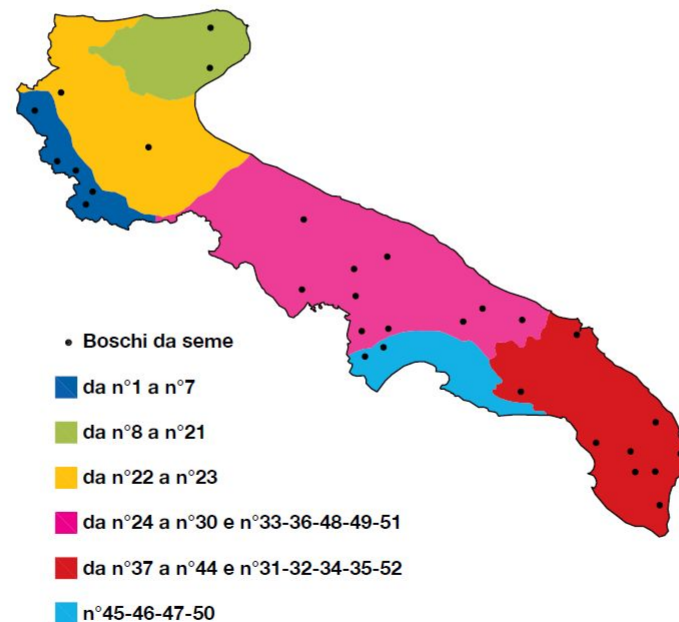 Boschi da seme
da n°1 a n°7
da n°8 a n°21
da n°22 a n°23
da n°24 a n°30 e n°33-36-48-49-51
da n°37 a n°44 e n°31-32-34-35-52
n°45-46-47-50